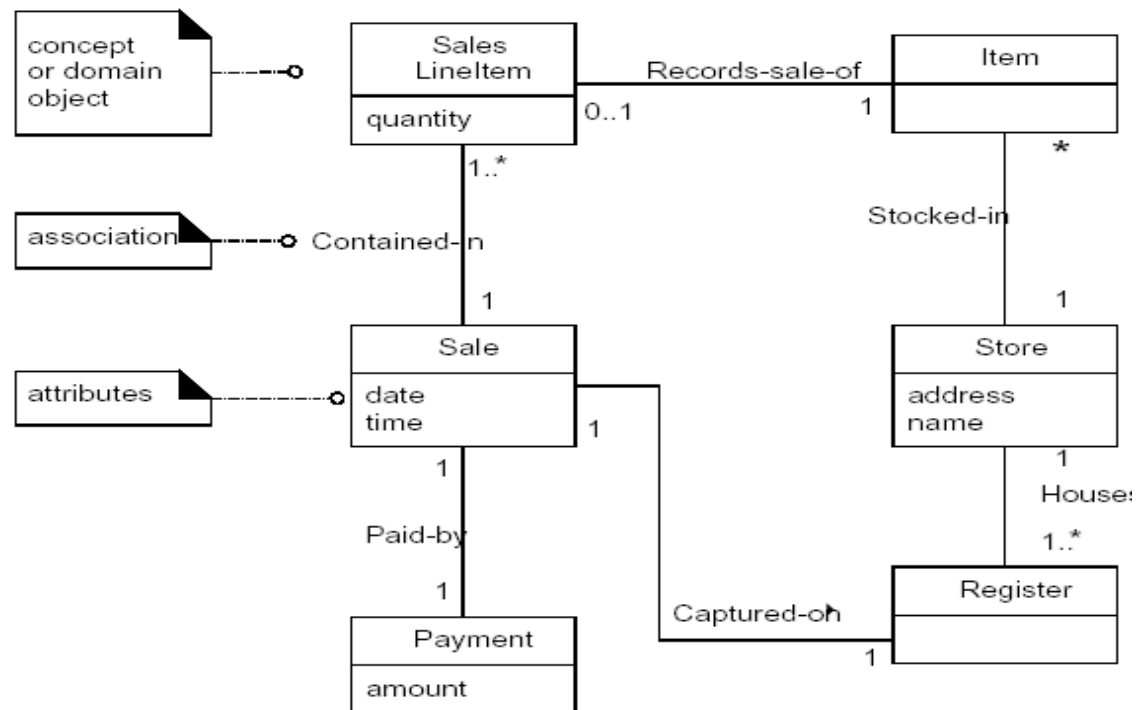 concept
or domain
object
Sales
LineItem
quantity
Records-sale-of
0..1
1
Item
*
1..*
association
Contained-in
Stocked-in
1
1
attributes
Sale
date
time
1
Store
address
name
1
1
Houses
Paid-by
1..*
1
Captured-on
1
Register
Payment
amount